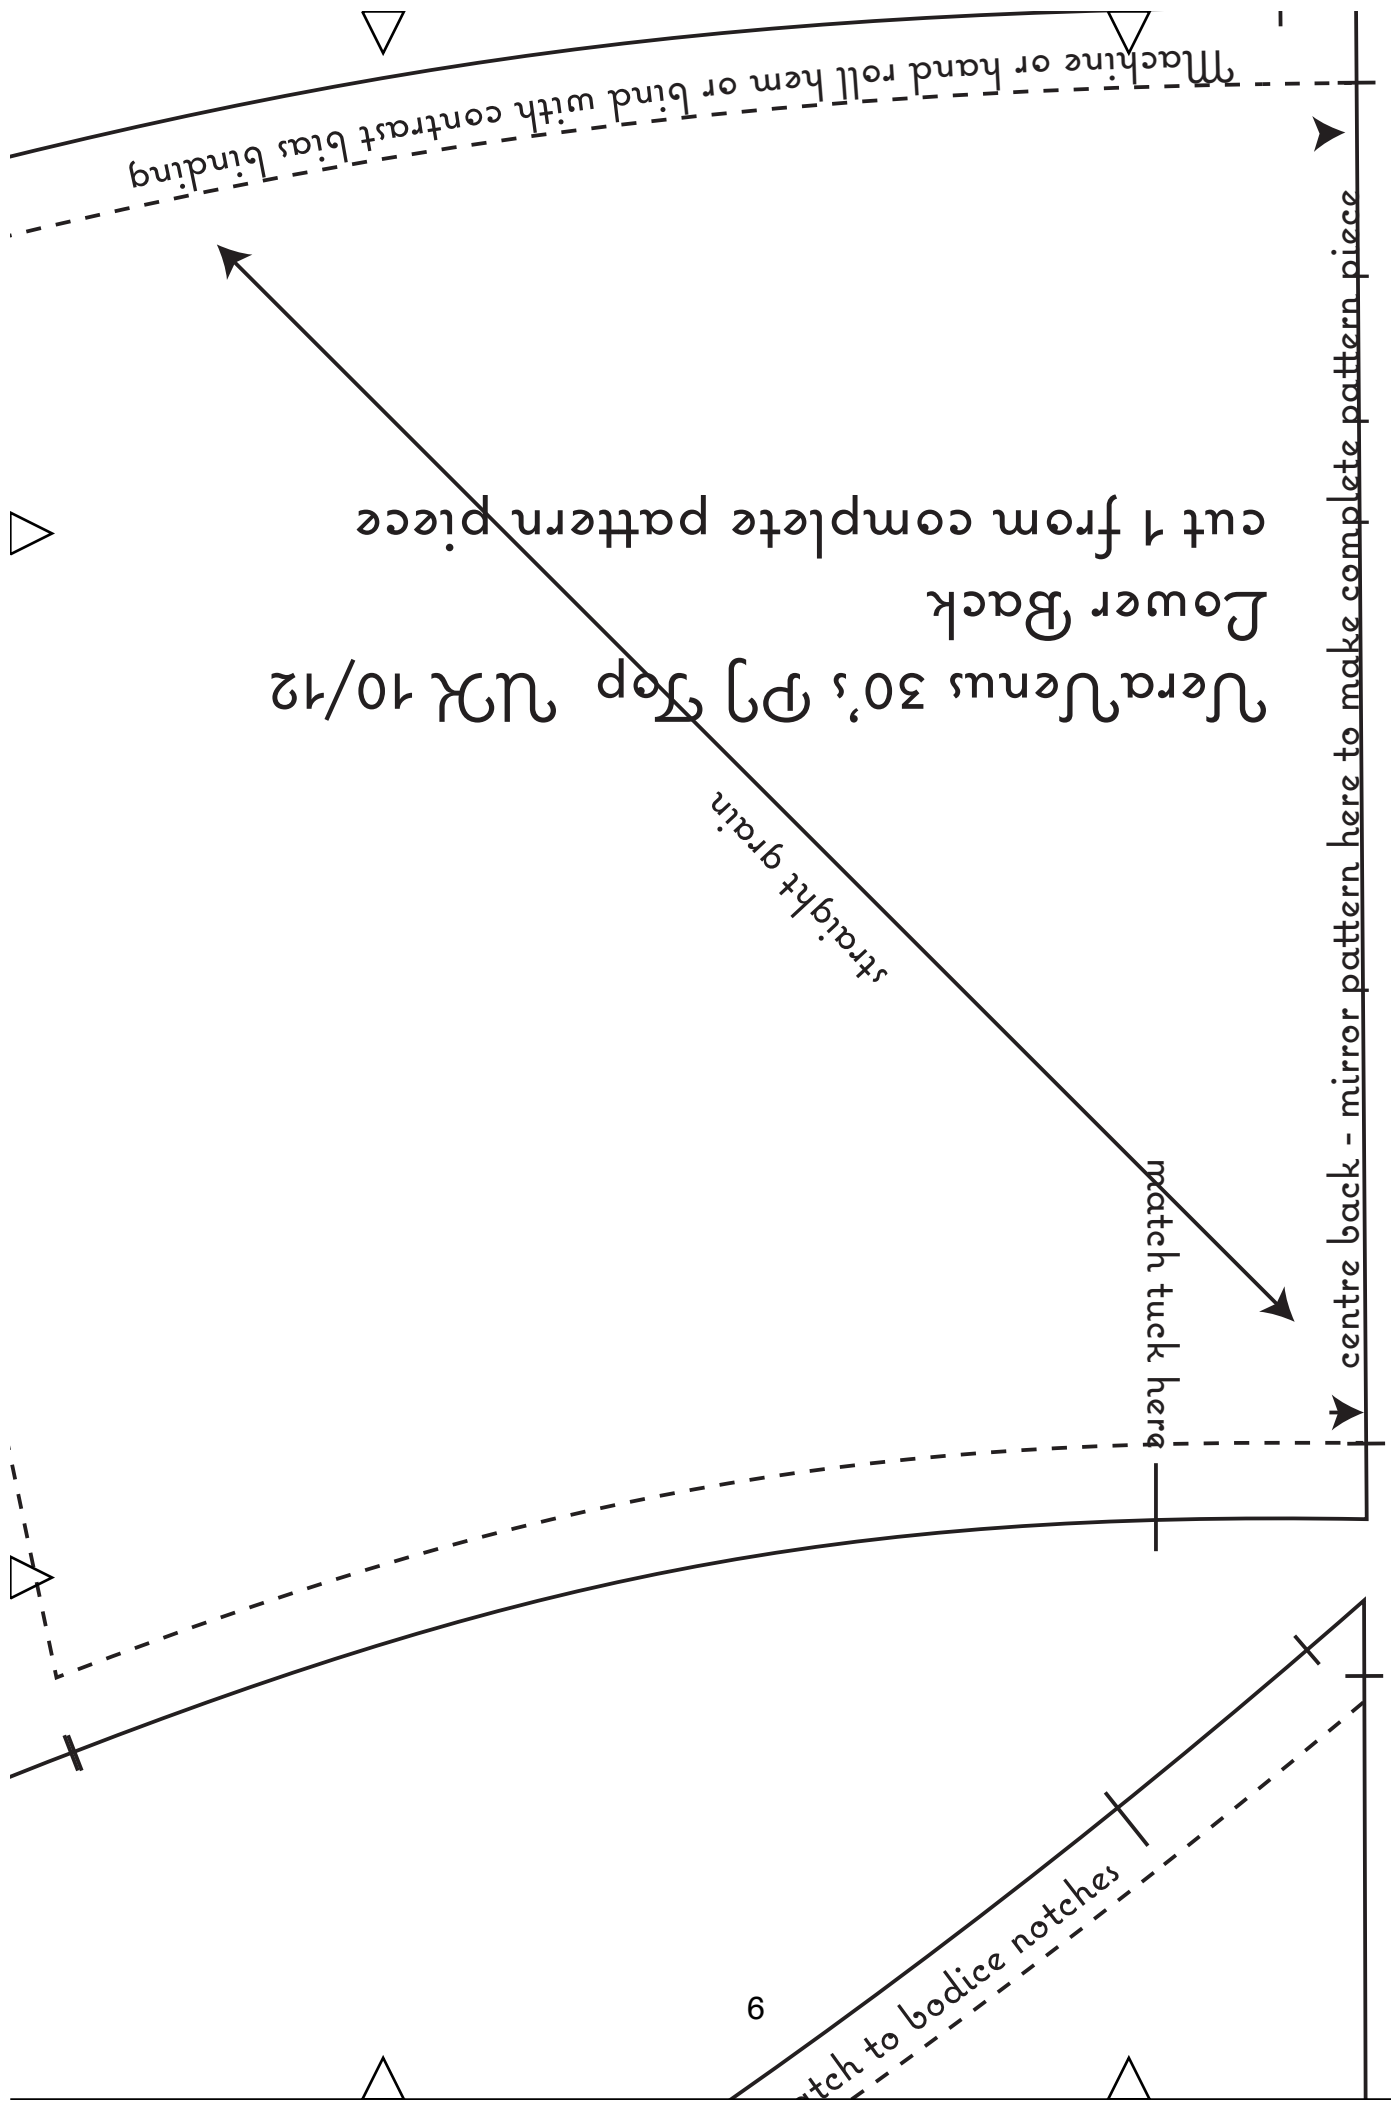 Machine or hand roll hem or bind with contrast bias binding
VeraVenus 30's PJ Top UK 10/12
Lower Back
cut 1 from complete pattern piece
straight grain
centre back - mirror pattern here to make complete pattern piece
match tuck here
atch to bodice notches
6